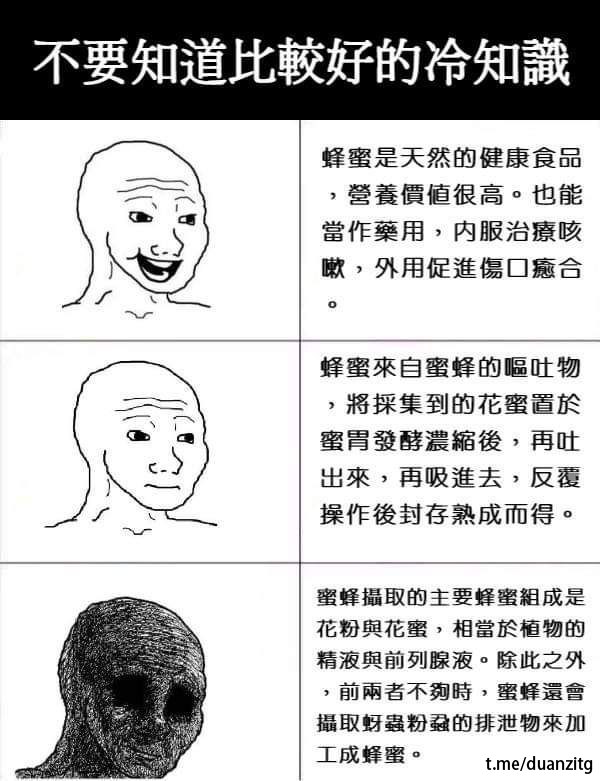 不要知道比較好的冷知識
蜂蜜是天然的健康食品
，營養價值很高。也能
當作藥用，內服治療咳
嗽，外用促進傷口癒合
。
蜂蜜來自蜜蜂的嘔吐物
，將採集到的花蜜置於
蜜胃發酵濃縮後，再吐
出來，再吸進去，反覆
操作後封存熟成而得。
蜜蜂攝取的主要蜂蜜組成是
花粉與花蜜，相當於植物的
精液與前列腺液。除此之外
，前兩者不夠時，蜜蜂還會
攝取蚜蟲粉蝨的排泄物來加
工成蜂蜜。
t.me/duanzitg